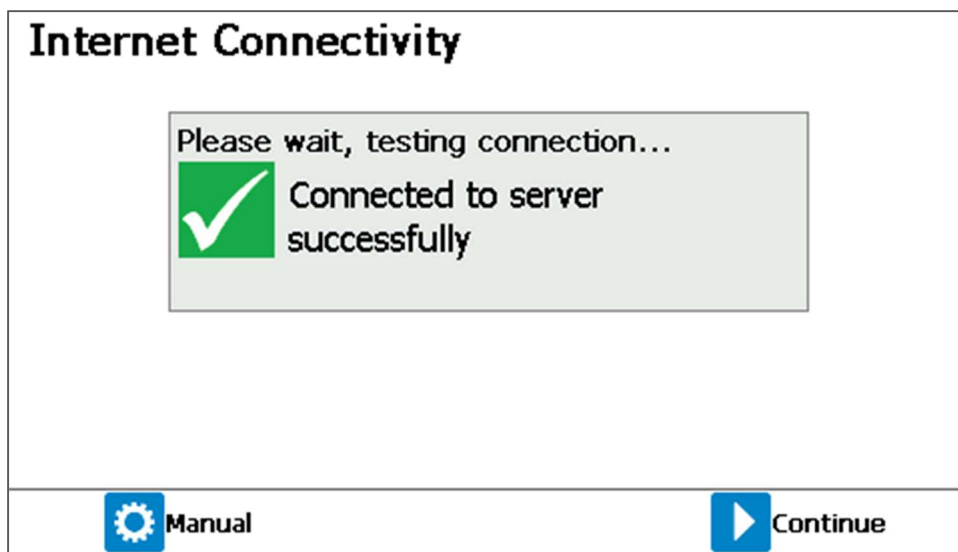 Internet Connectivity
Please wait, testing connection...
Connected to server
successfully
Manual
Continue